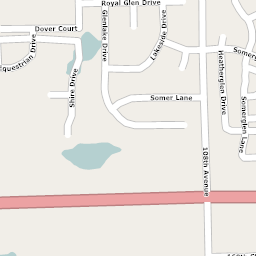 Royal Glen Drive
Dover Court
Glenlake Drive
Lakeside Drive
Equestrian Drive
Shire Drive
Heatherglen Drive
Somer Lane
Somerglen Lane
108th Avenue